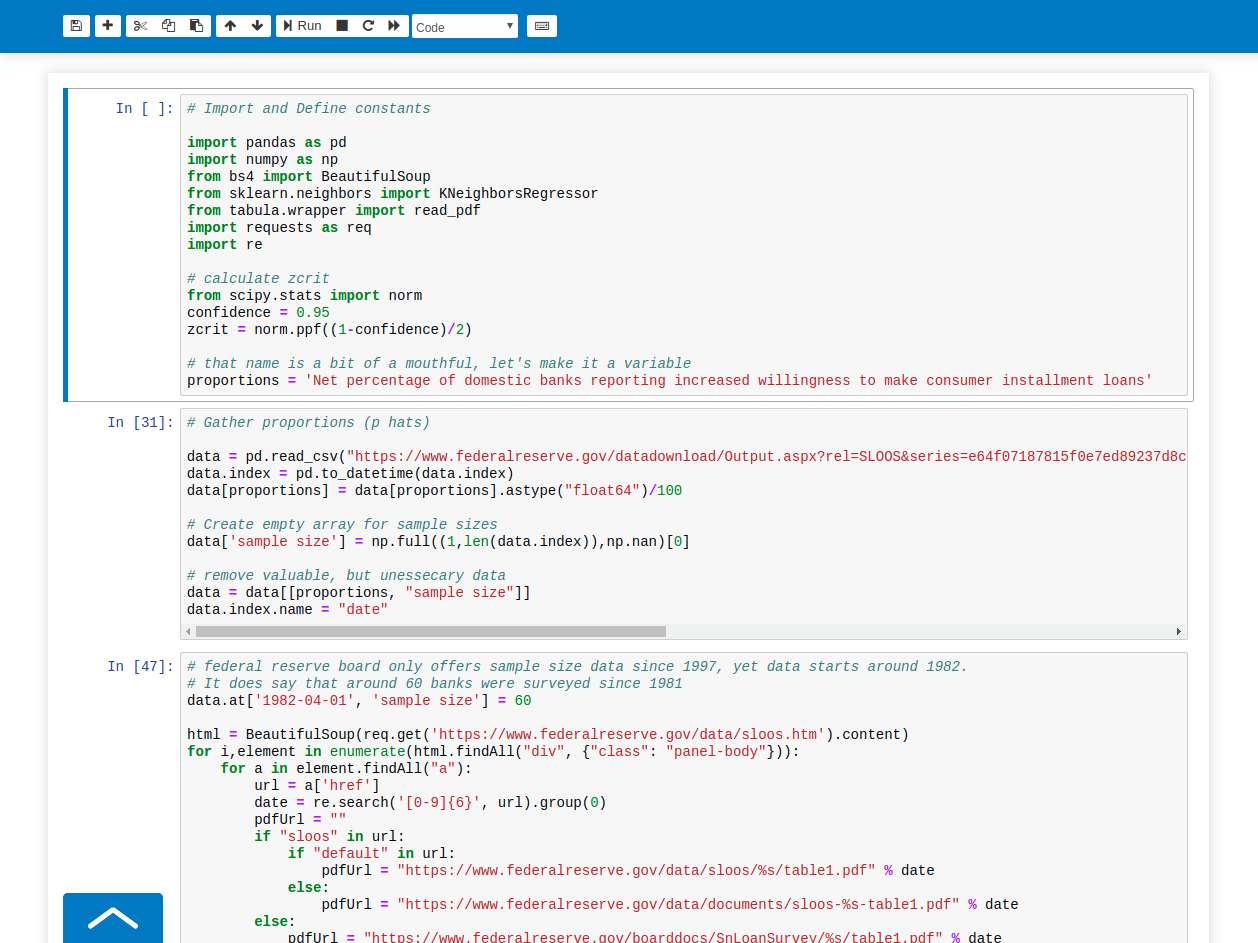 Run
Code
In [ ]:
# Import and Define constants
import pandas as pd
import numpy as np
from bs4 import BeautifulSoup
from sklearn.neighbors import KNeighborsRegressor
from tabula.wrapper import read_pdf
import requests as req
import re
# calculate zcrit
from scipy.stats import norm
confidence = 0.95
zcrit = norm.ppf((1-confidence)/2)
# that name is a bit of a mouthful, let's make it a variable
proportions = 'Net percentage of domestic banks reporting increased willingness to make consumer installment loans'
In [31]:
# Gather proportions (p hats)
data = pd.read_csv("https://www.federalreserve.gov/datadownload/Output.aspx?rel=SLOOS&series=e64f07187815f0e7ed89237d8c
data.index = pd.to_datetime(data.index)
data[proportions] = data[proportions].astype("float64")/100
# Create empty array for sample sizes
data['sample size'] = np.full((1,len(data.index)),np.nan)[0]
# remove valuable, but unessecary data
data = data[[proportions, "sample size"]]
data.index.name = "date"
In [47]:
# federal reserve board only offers sample size data since 1997, yet data starts around 1982.
# It does say that around 60 banks were surveyed since 1981
data.at['1982-04-01', 'sample size'] = 60
html = BeautifulSoup(req.get('https://www.federalreserve.gov/data/sloos.htm').content)
for i,element in enumerate(html.findAll("div", {"class": "panel-body"})):
    for a in element.findAll("a"):
        url = a['href']
        date = re.search('[0-9]{6}', url).group(0)
        pdfUrl = ""
        if "sloos" in url:
            if "default" in url:
                pdfUrl = "https://www.federalreserve.gov/data/sloos/%s/table1.pdf" % date
            else:
                pdfUrl = "https://www.federalreserve.gov/data/documents/sloos-%s-table1.pdf" % date
        else:
            pdfUrl = "https://www.federalreserve.gov/boarddocs/SnLoanSurvey/%s/table1.pdf" % date